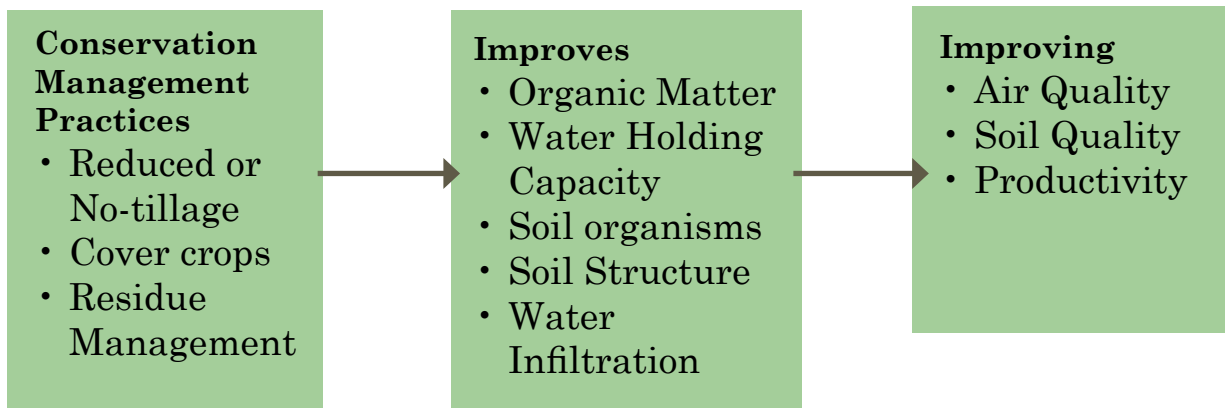 Conservation
Management
Practices
• Reduced or
No-tillage
• Cover crops
• Residue
Management
Improves
• Organic Matter
• Water Holding
Capacity
• Soil organisms
• Soil Structure
• Water
Infiltration
Improving
• Air Quality
• Soil Quality
• Productivity